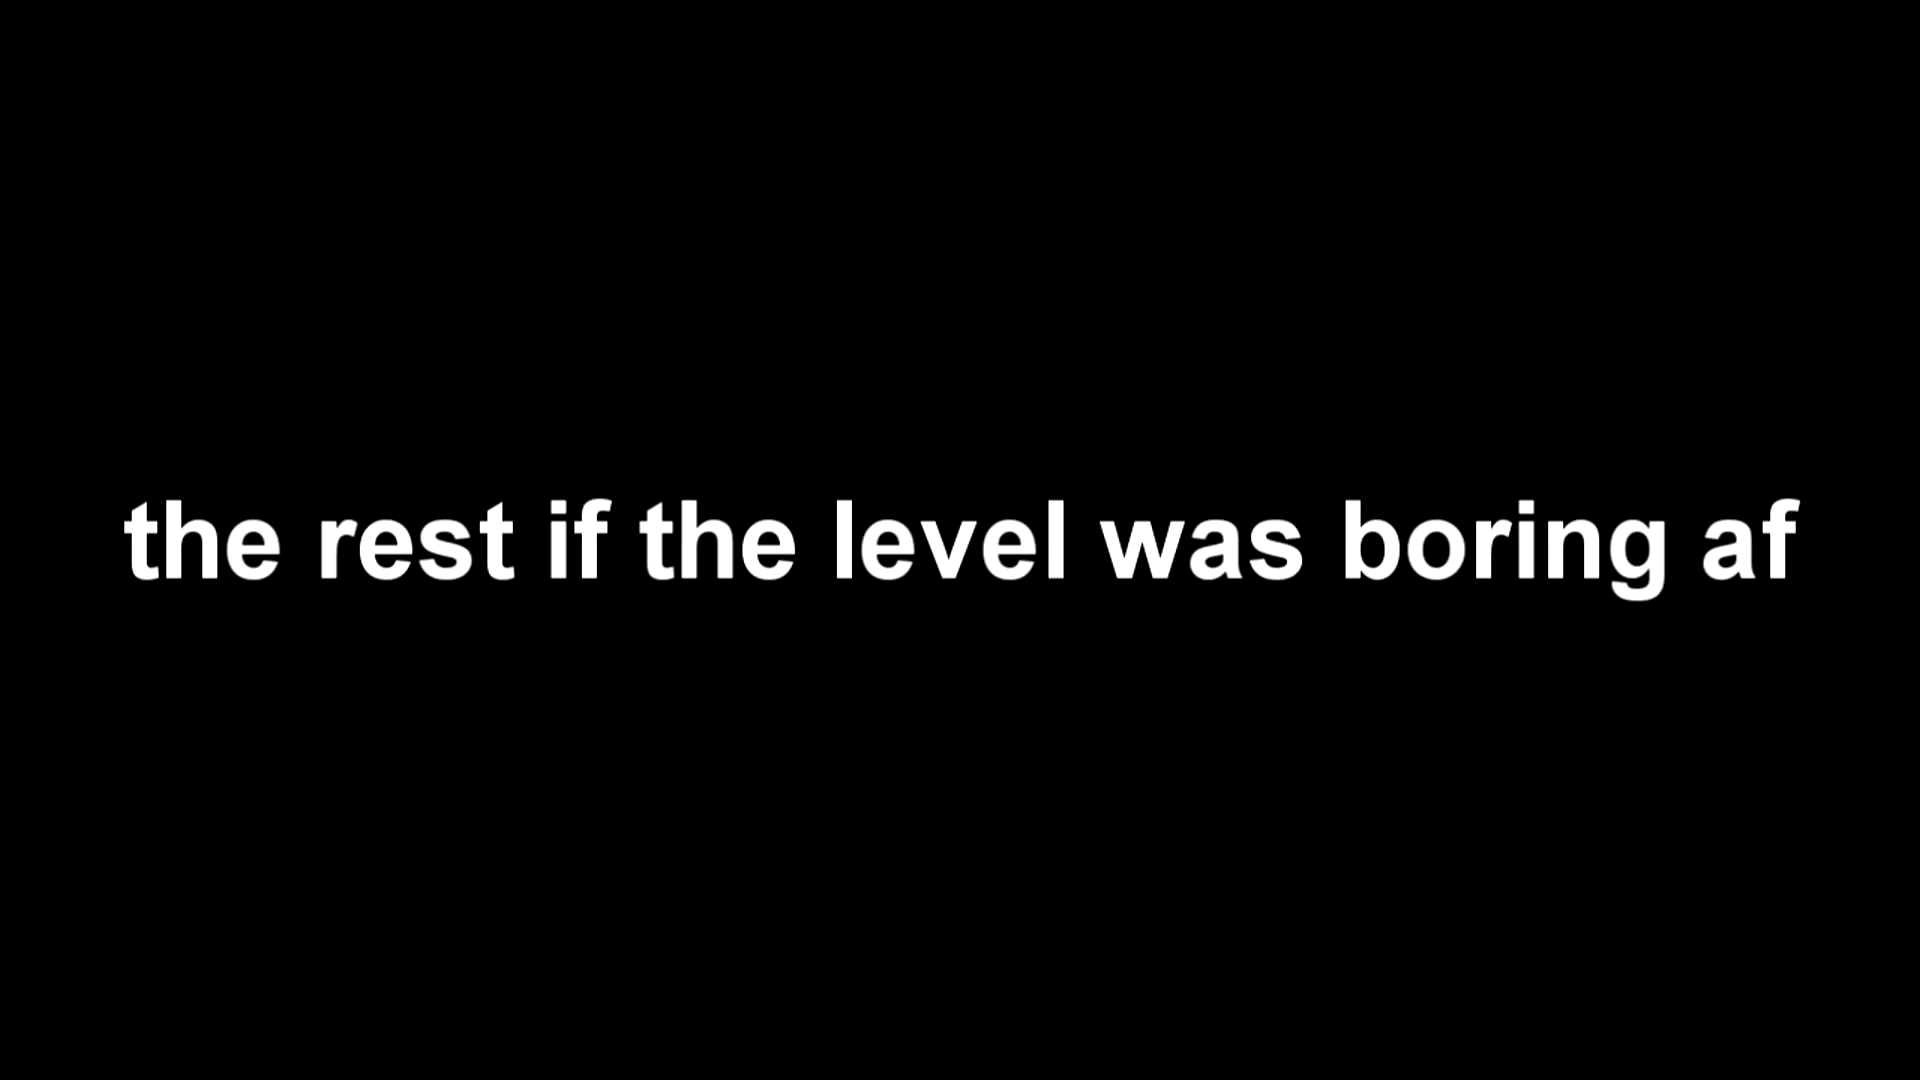 the rest if the level was boring af